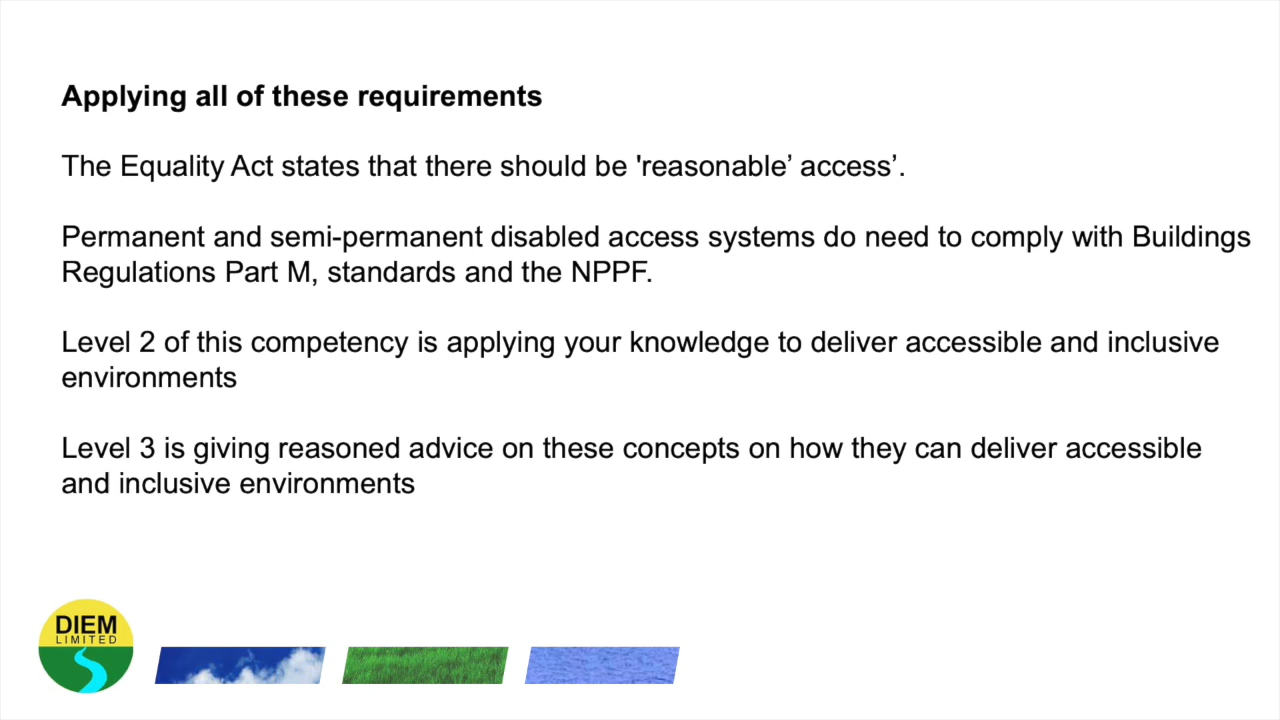 Applying all of these requirements
The Equality Act states that there should be 'reasonable’ access’.
Permanent and semi-permanent disabled access systems do need to comply with Buildings
Regulations Part M, standards and the NPPF.
Level 2 of this competency is applying your knowledge to deliver accessible and inclusive
environments
Level 3 is giving reasoned advice on these concepts on how they can deliver accessible
and inclusive environments
DIEM
LIMITED